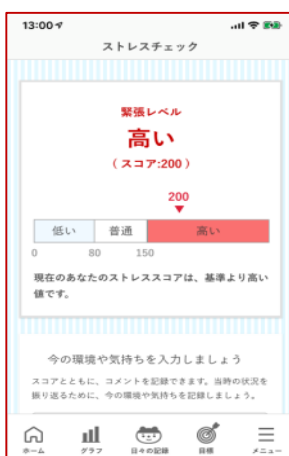 13:00
ストレスチェック
緊張レベル
高い
(スコア:200)
200
低い 普通 高い
0 80 150
現在のあなたのストレススコアは、基準より高い
値です。
今の環境や気持ちを入力しましょう
スコアとともに、コメントを記録できます。当時の状況を
振り返るために、今の環境や気持ちを記録しましょう。
ホーム グラフ 日々の記録 目標 メニュー